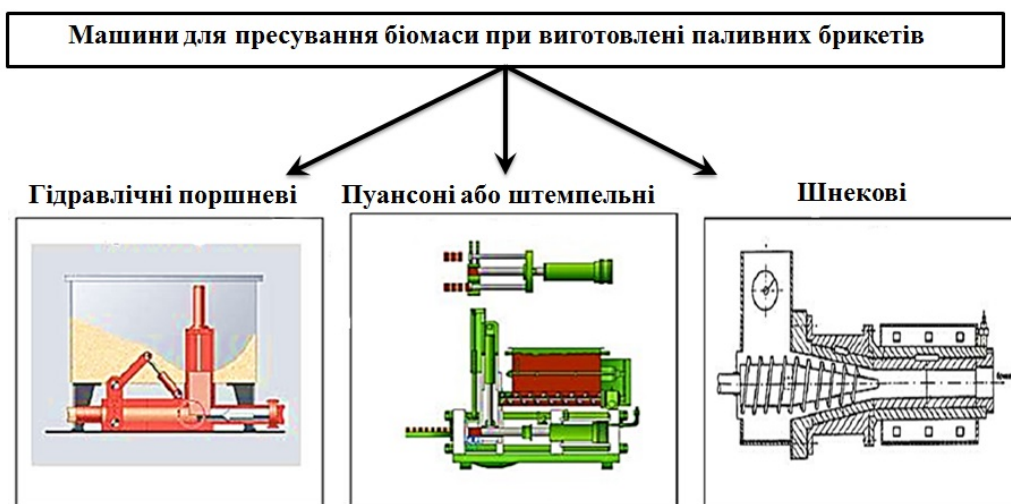 Машини для пресування біомаси при виготовлені паливних брикетів
Гідравлічні поршневі
Пуансоні або штемпельні
Шнекові